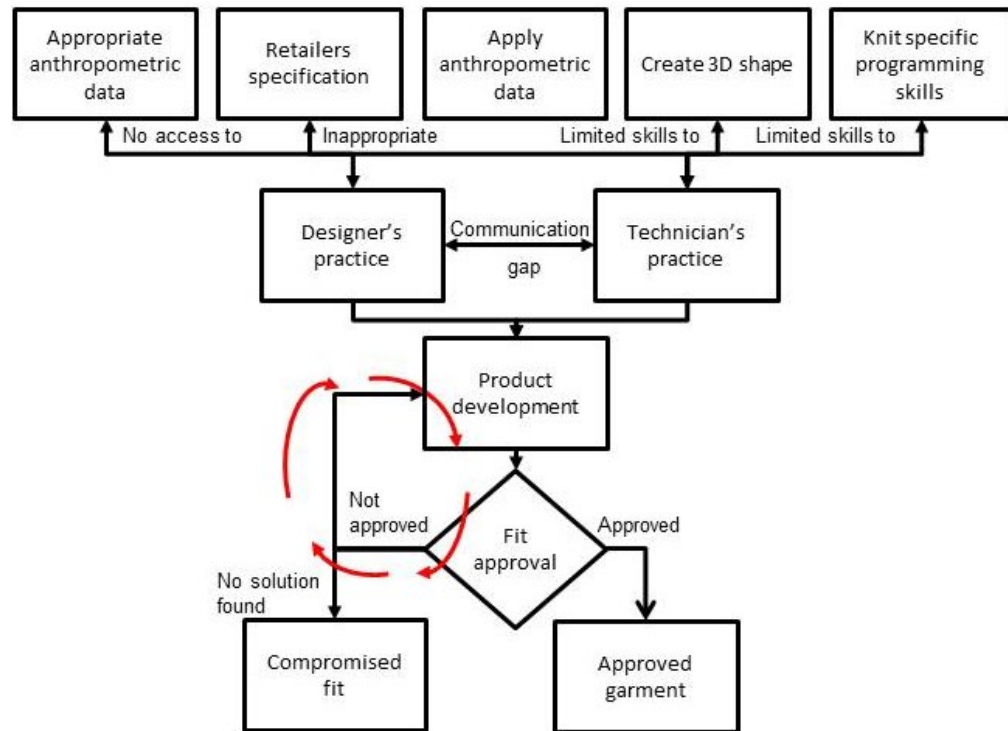 Appropriate
anthropometric
data
Retailers
specification
Apply
anthropometric
data
Create 3D shape
Knit specific
programming
skills
No access to
Inappropriate
Limited skills to
Limited skills to
Designer's
practice
Communication
gap
Technician's
practice
Product
development
Not
approved
Fit
approval
Approved
No solution
found
Compromised
fit
Approved
garment